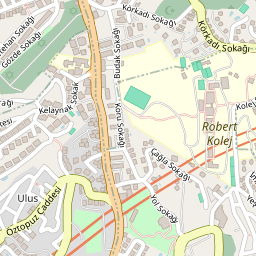 Korkadı Sokağı
Gözde Sokağı
Budak Sokağı
Korkadı Sokağı
Kelaynak Sokak
Koru Sokağı
Robert
Kolej
Çağla Sokağı
Yol Sokağı
Ulus
Öztopuz Caddesi